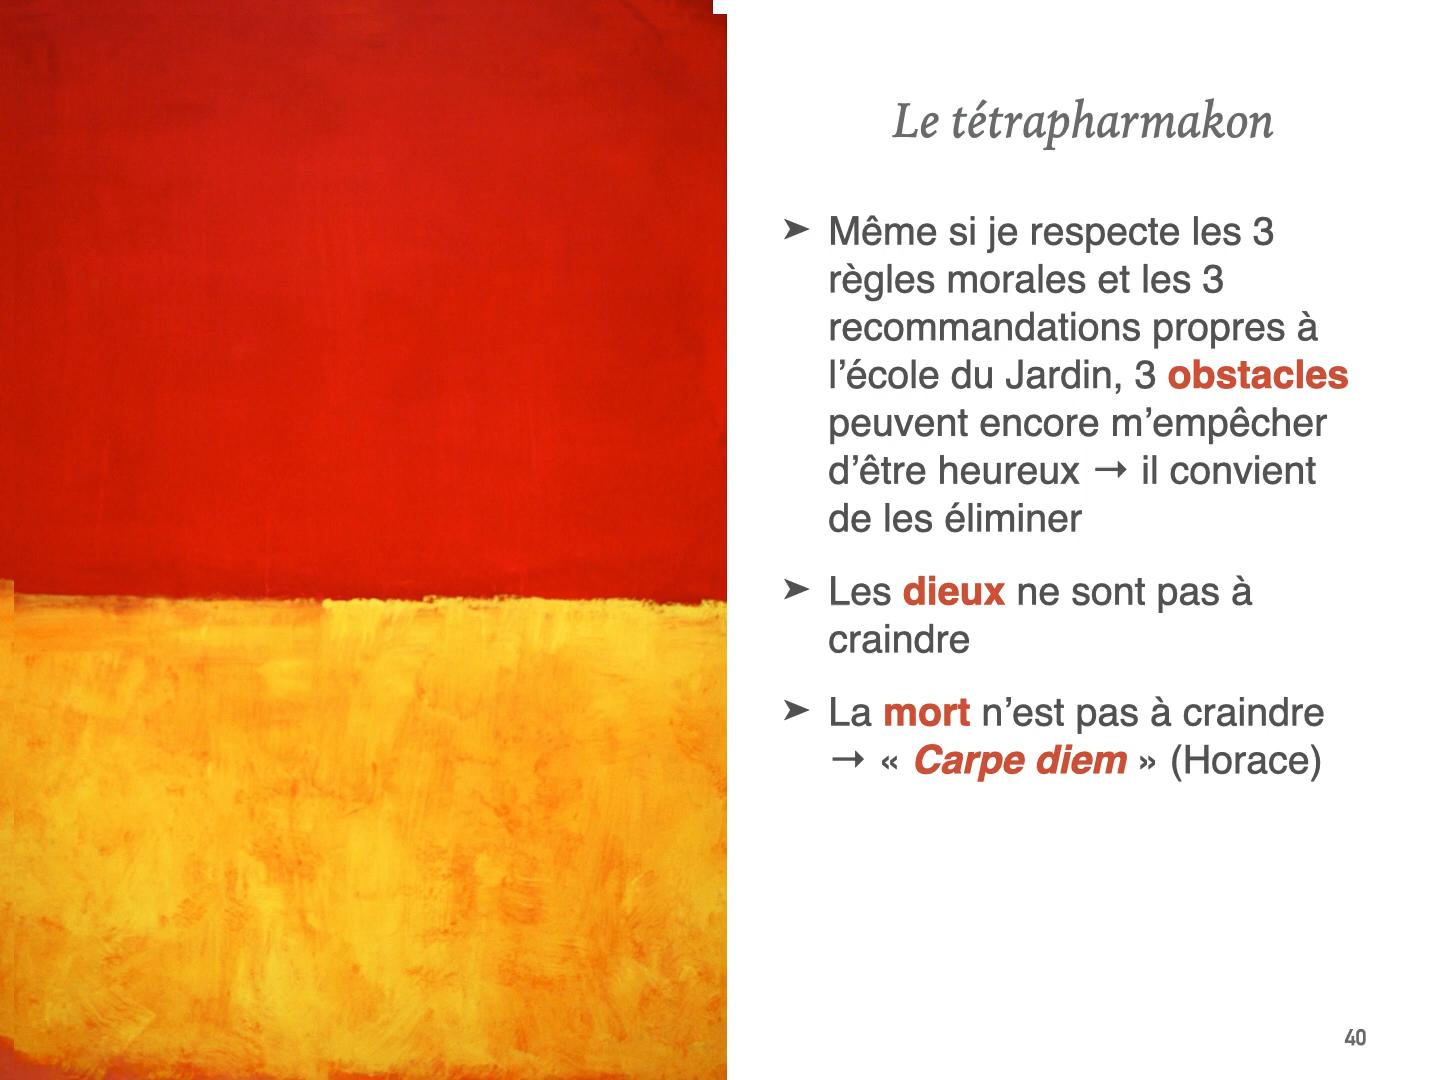 Le tétrapharmakon
➤ Même si je respecte les 3
règles morales et les 3
recommandations propres à
l’école du Jardin, 3 obstacles
peuvent encore m’empêcher
d’être heureux → il convient
de les éliminer
➤ Les dieux ne sont pas à
craindre
➤ La mort n’est pas à craindre
→ « Carpe diem » (Horace)
40